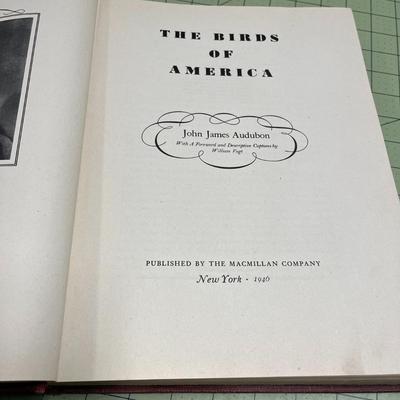 THE BIRDS
OF
AMERICA
John James Audubon
With A Foreword and Descriptive Captions by
William Vogt
PUBLISHED BY THE MACMILLAN COMPANY
New York · 1946